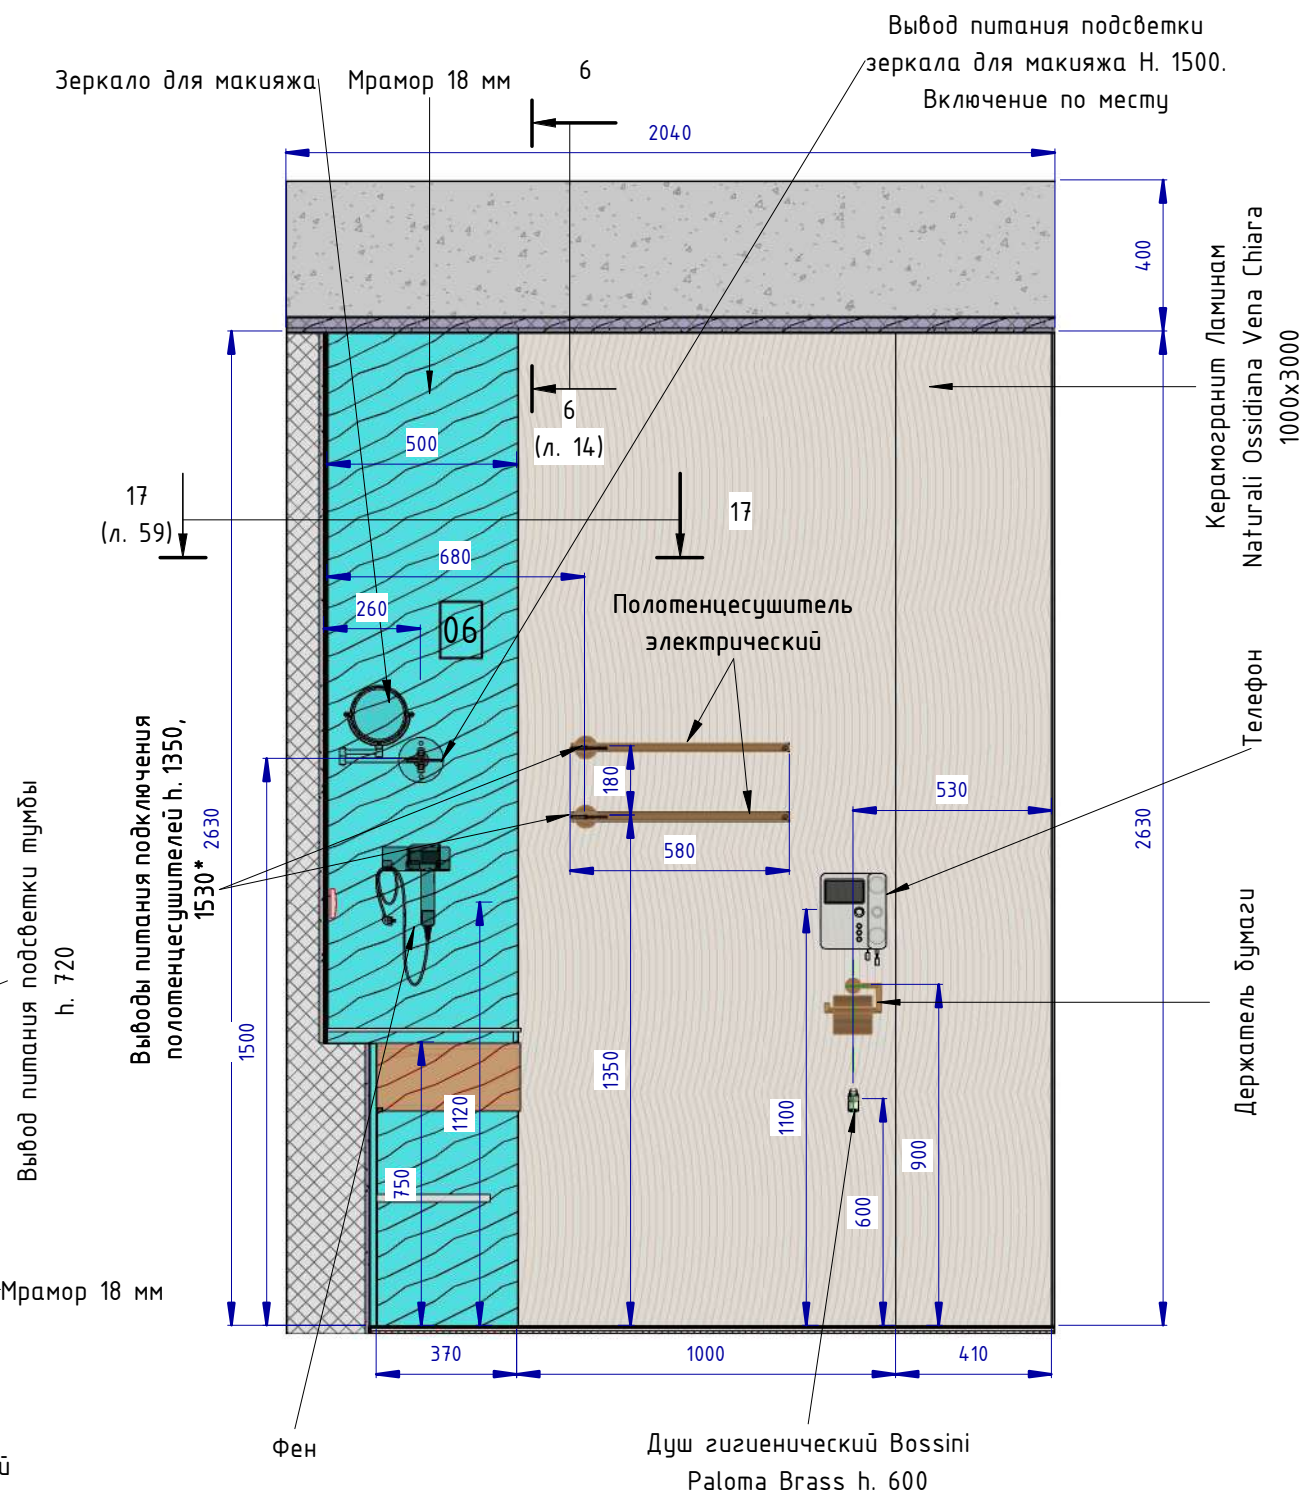 Вывод питания подсветки
зеркала для макияжа Н. 1500.
Включение по месту
Зеркало для макияжа
Мрамор 18 мм
6
2040
400
Керамогранит Ламинам
Naturali Ossidiana Vena Chiara
1000x3000
6
(л. 14)
500
17
(л. 59)
17
680
260
06
Полотенцесушитель
электрический
Телефон
Выводы питания подключения
полотенцесушителей h. 1350,
1530*
2630
180
580
530
2630
Вывод питания подсветки тумбы
h. 720
Держатель бумаги
1500
1350
1120
1100
900
750
600
Мрамор 18 мм
370
1000
410
Фен
Душ гигиенический Bossini
Paloma Brass h. 600
й